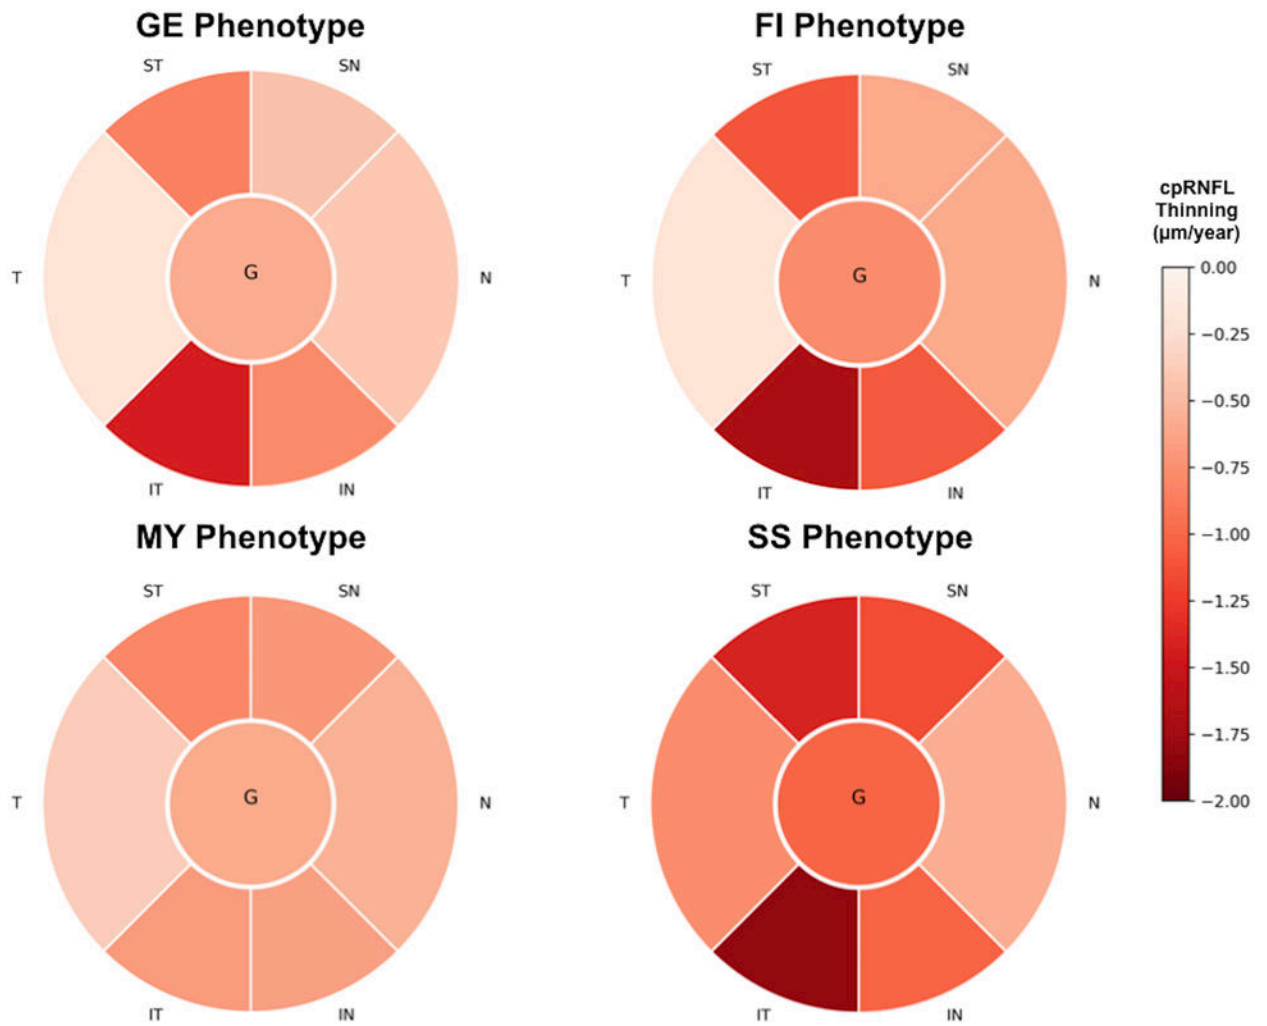 GE Phenotype
ST
SN
T
G
N
IT
IN
FI Phenotype
ST
SN
T
G
N
IT
IN
cpRNFL
Thinning
(μm/year)
0.00
−0.25
−0.50
−0.75
−1.00
−1.25
−1.50
−1.75
−2.00
MY Phenotype
ST
SN
T
G
N
IT
IN
SS Phenotype
ST
SN
T
G
N
IT
IN